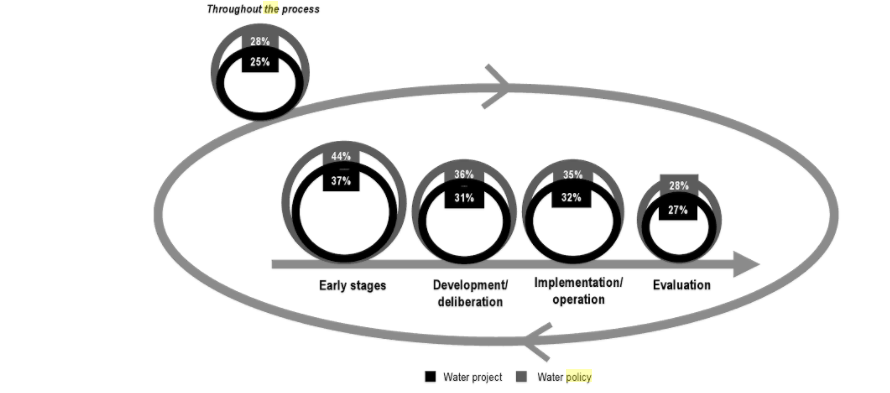 Throughout the process
28%
25%
44%
37%
36%
31%
35%
32%
28%
27%
Early stages
Development/
deliberation
Implementation/
operation
Evaluation
Water project
Water policy